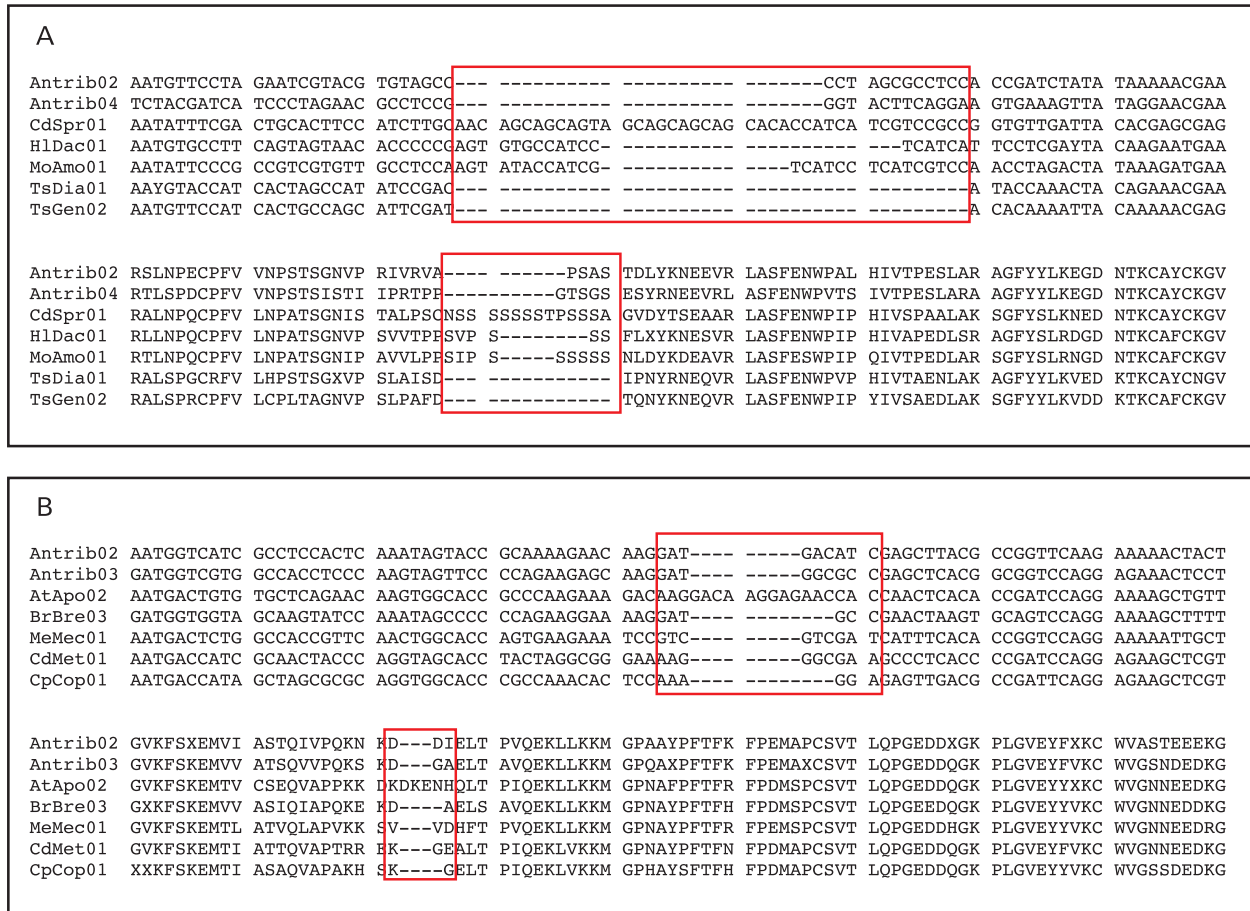 A
Antrib02 AATGTTCCTA GAATCGTACG TGTAGCC--- ---------- ---------- -------CCT AGCGCCTCCA CCGATCTATA TAAAAACGAA
Antrib04 TCTACGATCA TCCCTAGAAC GCCTCCG--- ---------- ---------- -------GGT ACTTCAGGAA GTGAAAGTTA TAGGAACGAA
CdSpr01 AATATTTCGA CTGCACTTCC ATCTTGCAAC AGCAGCAGTA GCAGCAGCAG CACACCATCA TCGTCCGCCG GTGTTGATTA CACGAGCGAG
HlDac01 AATGTGCCTT CAGTAGTAAC ACCCCCGAGT GTGCCATCC- ---------- ---------- ---TCATCAT TCCTCGAYTA CAAGAATGAA
MoAmo01 AATATTCCCG CCGTCGTGTT GCCTCCAAGT ATACCATCG- ---------- ----TCATCC TCATCGTCCA ACCTAGACTA TAAAGATGAA
TsDia01 AAYGTACCAT CACTAGCCAT ATCCGAC--- ---------- ---------- ---------- ---------A TACCAAACTA CAGAAACGAA
TsGen02 AATGTTCCAT CACTGCCAGC ATTCGAT--- ---------- ---------- ---------- ---------A CACAAAATTA CAAAAACGAG
Antrib02 RSLNPECPFV VNPSTSGNVP RIVRVA---- -------PSAS TDLYKNEEVR LASFENWPAL HIVTPESLAR AGFYYLKEGD NTKCAYCKGV
Antrib04 RTLSPDCPFV VNPSTSISTI IPRTPP---- ------GTSGS ESYRNEEVRL ASFENWPVTS IVTPESLARA AGFYYLKEGD NTKCAYCKGV
CdSpr01 RALNPQCPFV LNPATSGNIS TALPSCNSS SSSSSSTPSSSA GVDYTSEAAR LASFENWPIP HIVSPAALAK SGFYSLKNED NTKCAYCKGV
HlDac01 RLLNPQCPFV LNPATSGNVP SVVTPPSVP S--------SS FLXYKNESVR LASFENWPIP HIVAPEDLSR AGFYSLRDGD NTKCAYCKGV
MoAmo01 RTLNPQCPFV LNPATSGNIP AVVLPPSIPS S------SSSSS NLDYKDEAVR LASFESWPIP QIVTPEDLAR SGFYSLRNGD NTKCAYCKGV
TsDia01 RALSPGCRFV LHPSTSGXVP SLAISD---- ---------- IPNYRNEQVR LASFENWPVP HIVTAENLAK AGFYYLKVED KTKCAYCNGV
TsGen02 RALSPRCPFV LCPLTAGNVP SLPAFD---- ---------- TQNYKNEQVR LASFENWPIP YIVSAEDLAK SGFYYLKVDD KTKCAFCKGV
B
Antrib02 AATGGTCATC GCCTCCACTC AAATAGTACC GCAAAAGAAC AAGGATT---- ------GACATC GAGCTTACG CCGGTTCAAG AAAAACTACT
Antrib03 GATGGTCGTG GCCACCTCCC AAGTAGTTCC CCAGAAGAGC AAGGAT---- -----GGCGC CGAGCTCACGG GCGGTCCAGG AGAAACTCCT
AtApo02 AATGACTGTG TGCTCAGAAC AAGTGGCACC GCCCAAGAAA GACAAGGACA AGGAGAACCA CCAACTCACA CCGATCCAGG AAAAGCTGTT
BrBre03 GATGGTGGTA GCAAGTATCC AAATAGCCCC CCAGAAGGAA AAGGAT---- --------GC CGAACTAAGT GCAGTCCAGG AAAAGCTTTT
MeMec01 AATGACTCTG GCCACCGTTC AACTGGCACC AGTGAAGAAA TCCGTC---- -----GTCGA TCATTTCACA CCGGTCCAGG AAAAATTGCT
CdMet01 AATGACCATC GCAACTACCC AGGTAGCACC TACTAGGCGG GAAAAG---- -----GGCGA AGCCCTCACC CCGATCCAGG AGAAGCTCGT
CpCop01 AATGACCATA GCTAGCGCGC AGGTGGCACC CGCCAAACAC TCCAAA---- --------GG AGAGTTGACG CCGATTCAGG AGAAGCTCGT
Antrib02 GVKFSXEMVI ASTQIVPQKN KD---DIELT PVQEKLLKKM GPAAYPFTFK FPEMAPCSVT LQPGEDDXGK PLGVEYFXKC WVASTEEEKG
Antrib03 GVKFSKEMVV ATSQVVPQKS KD---GAELT AVQEKLLKKM GPQAXPFTFK FPEMAXCSVT LQPGEDDQGK PLGVEYFVKC WVGSNDEFDKG
AtApo02 GVKFSKEMTV CSEQVAPPKK DKDKENHQLT PIQEKLLKKM GPNAFPFTFR FPDMSPCSVT LQPGEDDQGK PLGVEYYXKC WVGSNNEEDKG
BrBre03 GXKFSKEMVV ASIQIAPQKE KD----AELS AVQEKLLKKM GPNAYPFTFH FPDMAPCSVT LQPGEEDQGK PLGVEYYVKC WVGTNEEDKG
MeMec01 GVKFSKEMTL ATVQLAPVKK SV---VDHFT PVQEKLLKKM GPNAYPFTFR FPEMSPCSVT LQPGEDDHGK PLGVEYYVKC WVGNNEEDRG
CdMet01 GVKFSKEMTI ATTQVAPTRR EK---GEALT PIQEKLVKKM GPNAYPFTFN FPDMAPCSVT LQPGEDDQGK PLGVEYYVKC WVGNNEEDKG
CpCop01 XXKFSKEMTI ASAQVAPAKH SK----GELT PIQEKLVKKM GPHAYSFTFH FPDMAPCSVT LQPGEDDQGK PLGVEYYVKC WVGSSDEDKG